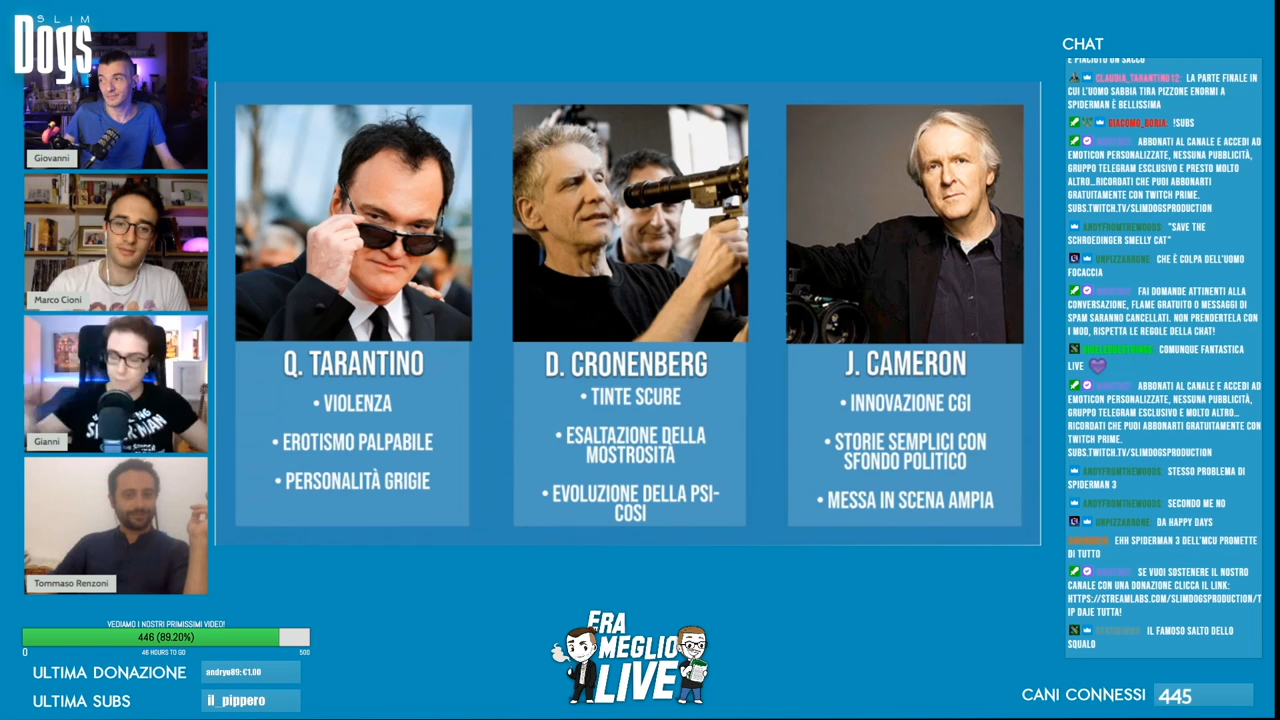 SLIM
Dogs
Giovanni
Marco Cioni
Gianni
Tommaso Renzoni
VEDIAMO I NOSTRI PRIMISSIMI VIDEO!
446 (89.20%)
0
46 HOURS TO GO
500
ULTIMA DONAZIONE
andryu89: €1.00
ULTIMA SUBS
il_pippero
Q. TARANTINO
• VIOLENZA
• EROTISMO PALPABILE
• PERSONALITÀ GRIGIE
D. CRONENBERG
• TINTE SCURE
• ESALTAZIONE DELLA
MOSTROSITÀ
• EVOLUZIONE DELLA PSI-
COSI
J. CAMERON
• INNOVAZIONE CGI
• STORIE SEMPLICI CON
SFONDO POLITICO
• MESSA IN SCENA AMPIA
ERA
MEGLIO
LIVE
CHAT
E PIACIUTO UN SACCO
CLAUDIA_TARANTINO12: LA PARTE FINALE IN
CUI L'UOMO SABBIA TIRA PIZZONE ENORMI A
SPIDERMAN È BELLISSIMA
GIACOMO_BORIA: !SUBS
ABBONATI AL CANALE E ACCEDI AD
EMOTICON PERSONALIZZATE, NESSUNA PUBBLICITÀ,
GRUPPO TELEGRAM ESCLUSIVO E PRESTO MOLTO
ALTRO...RICORDATI CHE PUOI ABBONARTI
GRATUITAMENTE CON TWITCH PRIME.
SUBS.TWITCH.TV/SLIMDOGSPRODUCTION
ANDYFROMTHEWOODS: "SAVE THE
SCHROEDINGER SMELLY CAT"
UNPIZZARRONE: CHE È COLPA DELL'UOMO
FOCACCIA
FAI DOMANDE ATTINENTI ALLA
CONVERSAZIONE, FLAME GRATUITO O MESSAGGI DI
SPAM SARANNO CANCELLATI. NON PRENDERTELA CON
I MOD, RISPETTA LE REGOLE DELLA CHAT!
COMUNQUE FANTASTICA
LIVE
ABBONATI AL CANALE E ACCEDI AD
EMOTICON PERSONALIZZATE, NESSUNA PUBBLICITÀ,
GRUPPO TELEGRAM ESCLUSIVO E MOLTO ALTRO...
RICORDATI CHE PUOI ABBONARTI GRATUITAMENTE CON
TWITCH PRIME.
SUBS.TWITCH.TV/SLIMDOGSPRODUCTION
ANDYFROMTHEWOODS: STESSO PROBLEMA DI
SPIDERMAN 3
ANDYFROMTHEWOODS: SECONDO ME NO
UNPIZZARRONE: DA HAPPY DAYS
EHH SPIDERMAN 3 DELL'MCU PROMETTE
DI TUTTO
SE VUOI SOSTENERE IL NOSTRO
CANALE CON UNA DONAZIONE CLICCA IL LINK:
HTTPS://STREAMLABS.COM/SLIMDOGSPRODUCTION/T
IP DAJE TUTTA!
IL FAMOSO SALTO DELLO
SQUALO
CANI CONNESSI 445